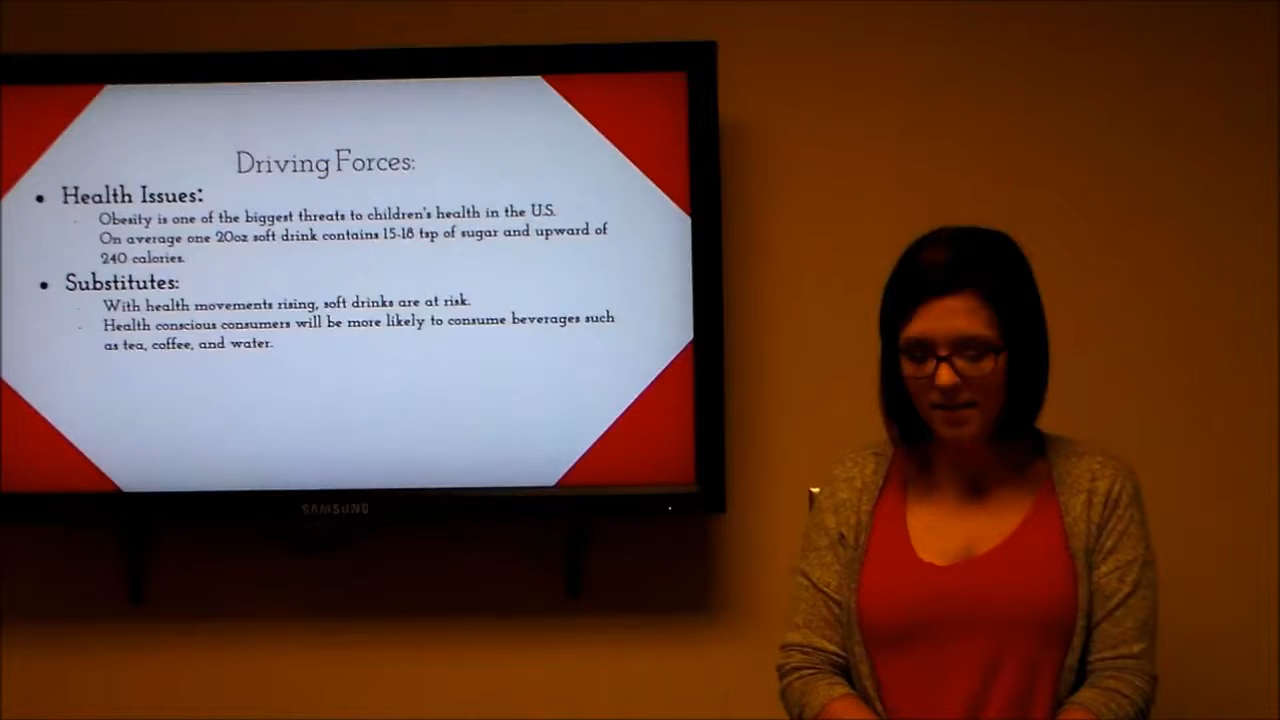 Driving Forces:
• Health Issues:
- Obesity is one of the biggest threats to children's health in the U.S.
On average one 20oz soft drink contains 15-18 tsp of sugar and upward of
240 calories.
• Substitutes:
- With health movements rising, soft drinks are at risk.
- Health conscious consumers will be more likely to consume beverages such
as tea, coffee, and water.
SAMSUNG